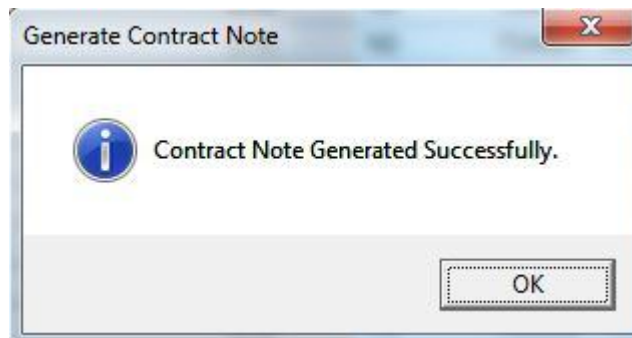 Generate Contract Note
Contract Note Generated Successfully.
OK